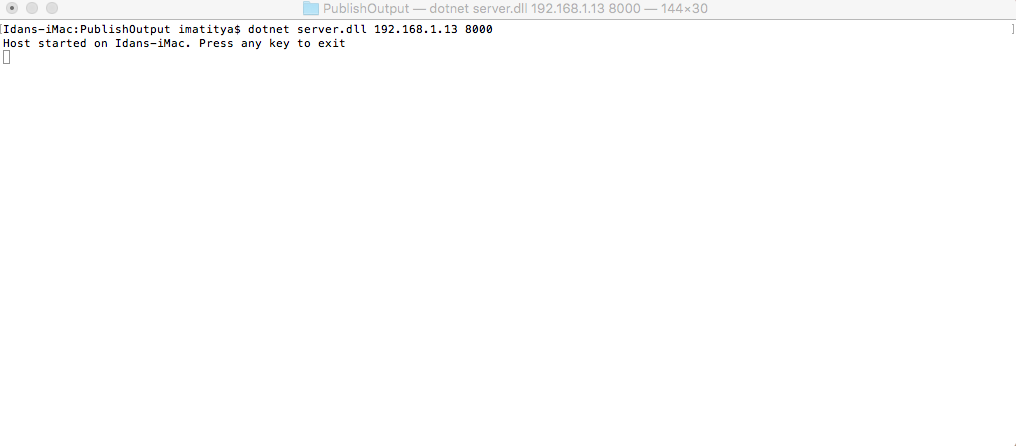 PublishOutput — dotnet server.dll 192.168.1.13 8000 — 144×30
[Idans-iMac:PublishOutput imatitya$ dotnet server.dll 192.168.1.13 8000 ]
Host started on Idans-iMac. Press any key to exit